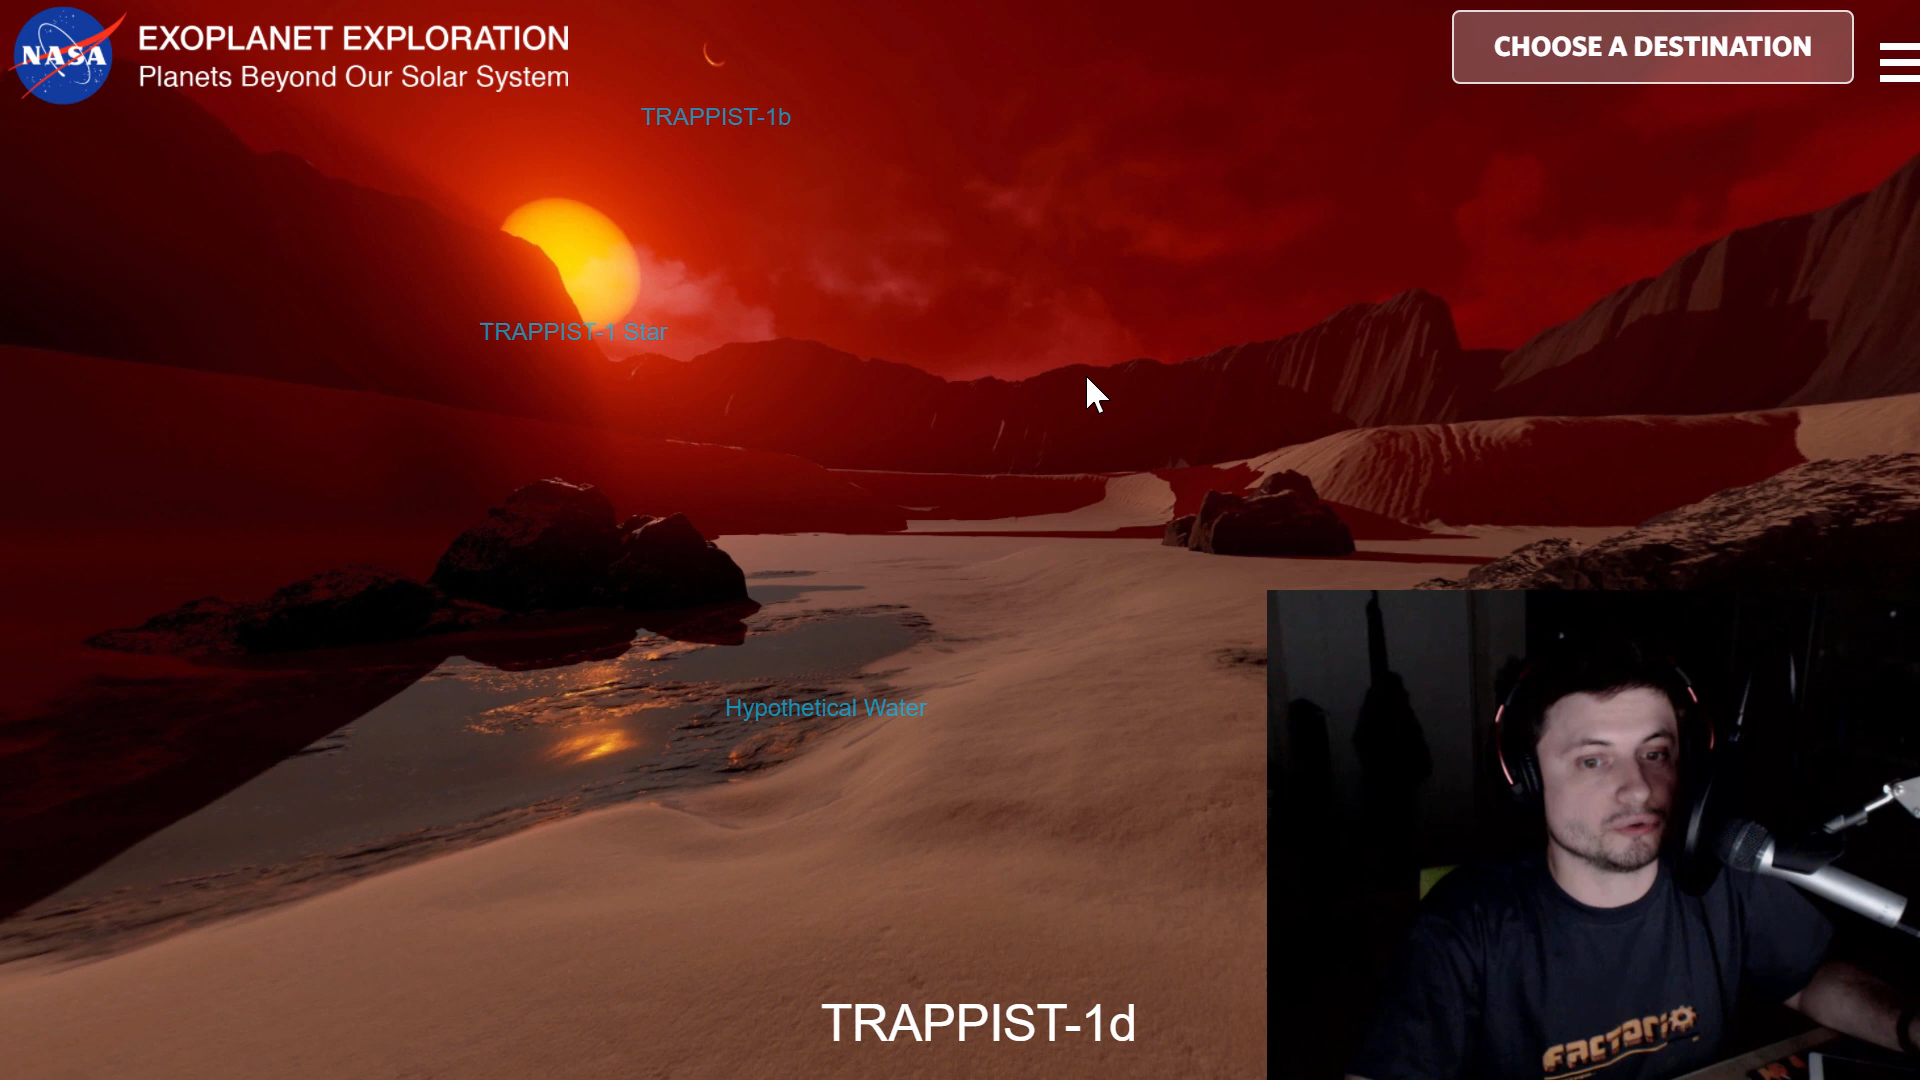 NASA
EXOPLANET EXPLORATION
Planets Beyond Our Solar System
CHOOSE A DESTINATION
TRAPPIST-1b
TRAPPIST-1 Star
Hypothetical Water
TRAPPIST-1d
FACTORIO